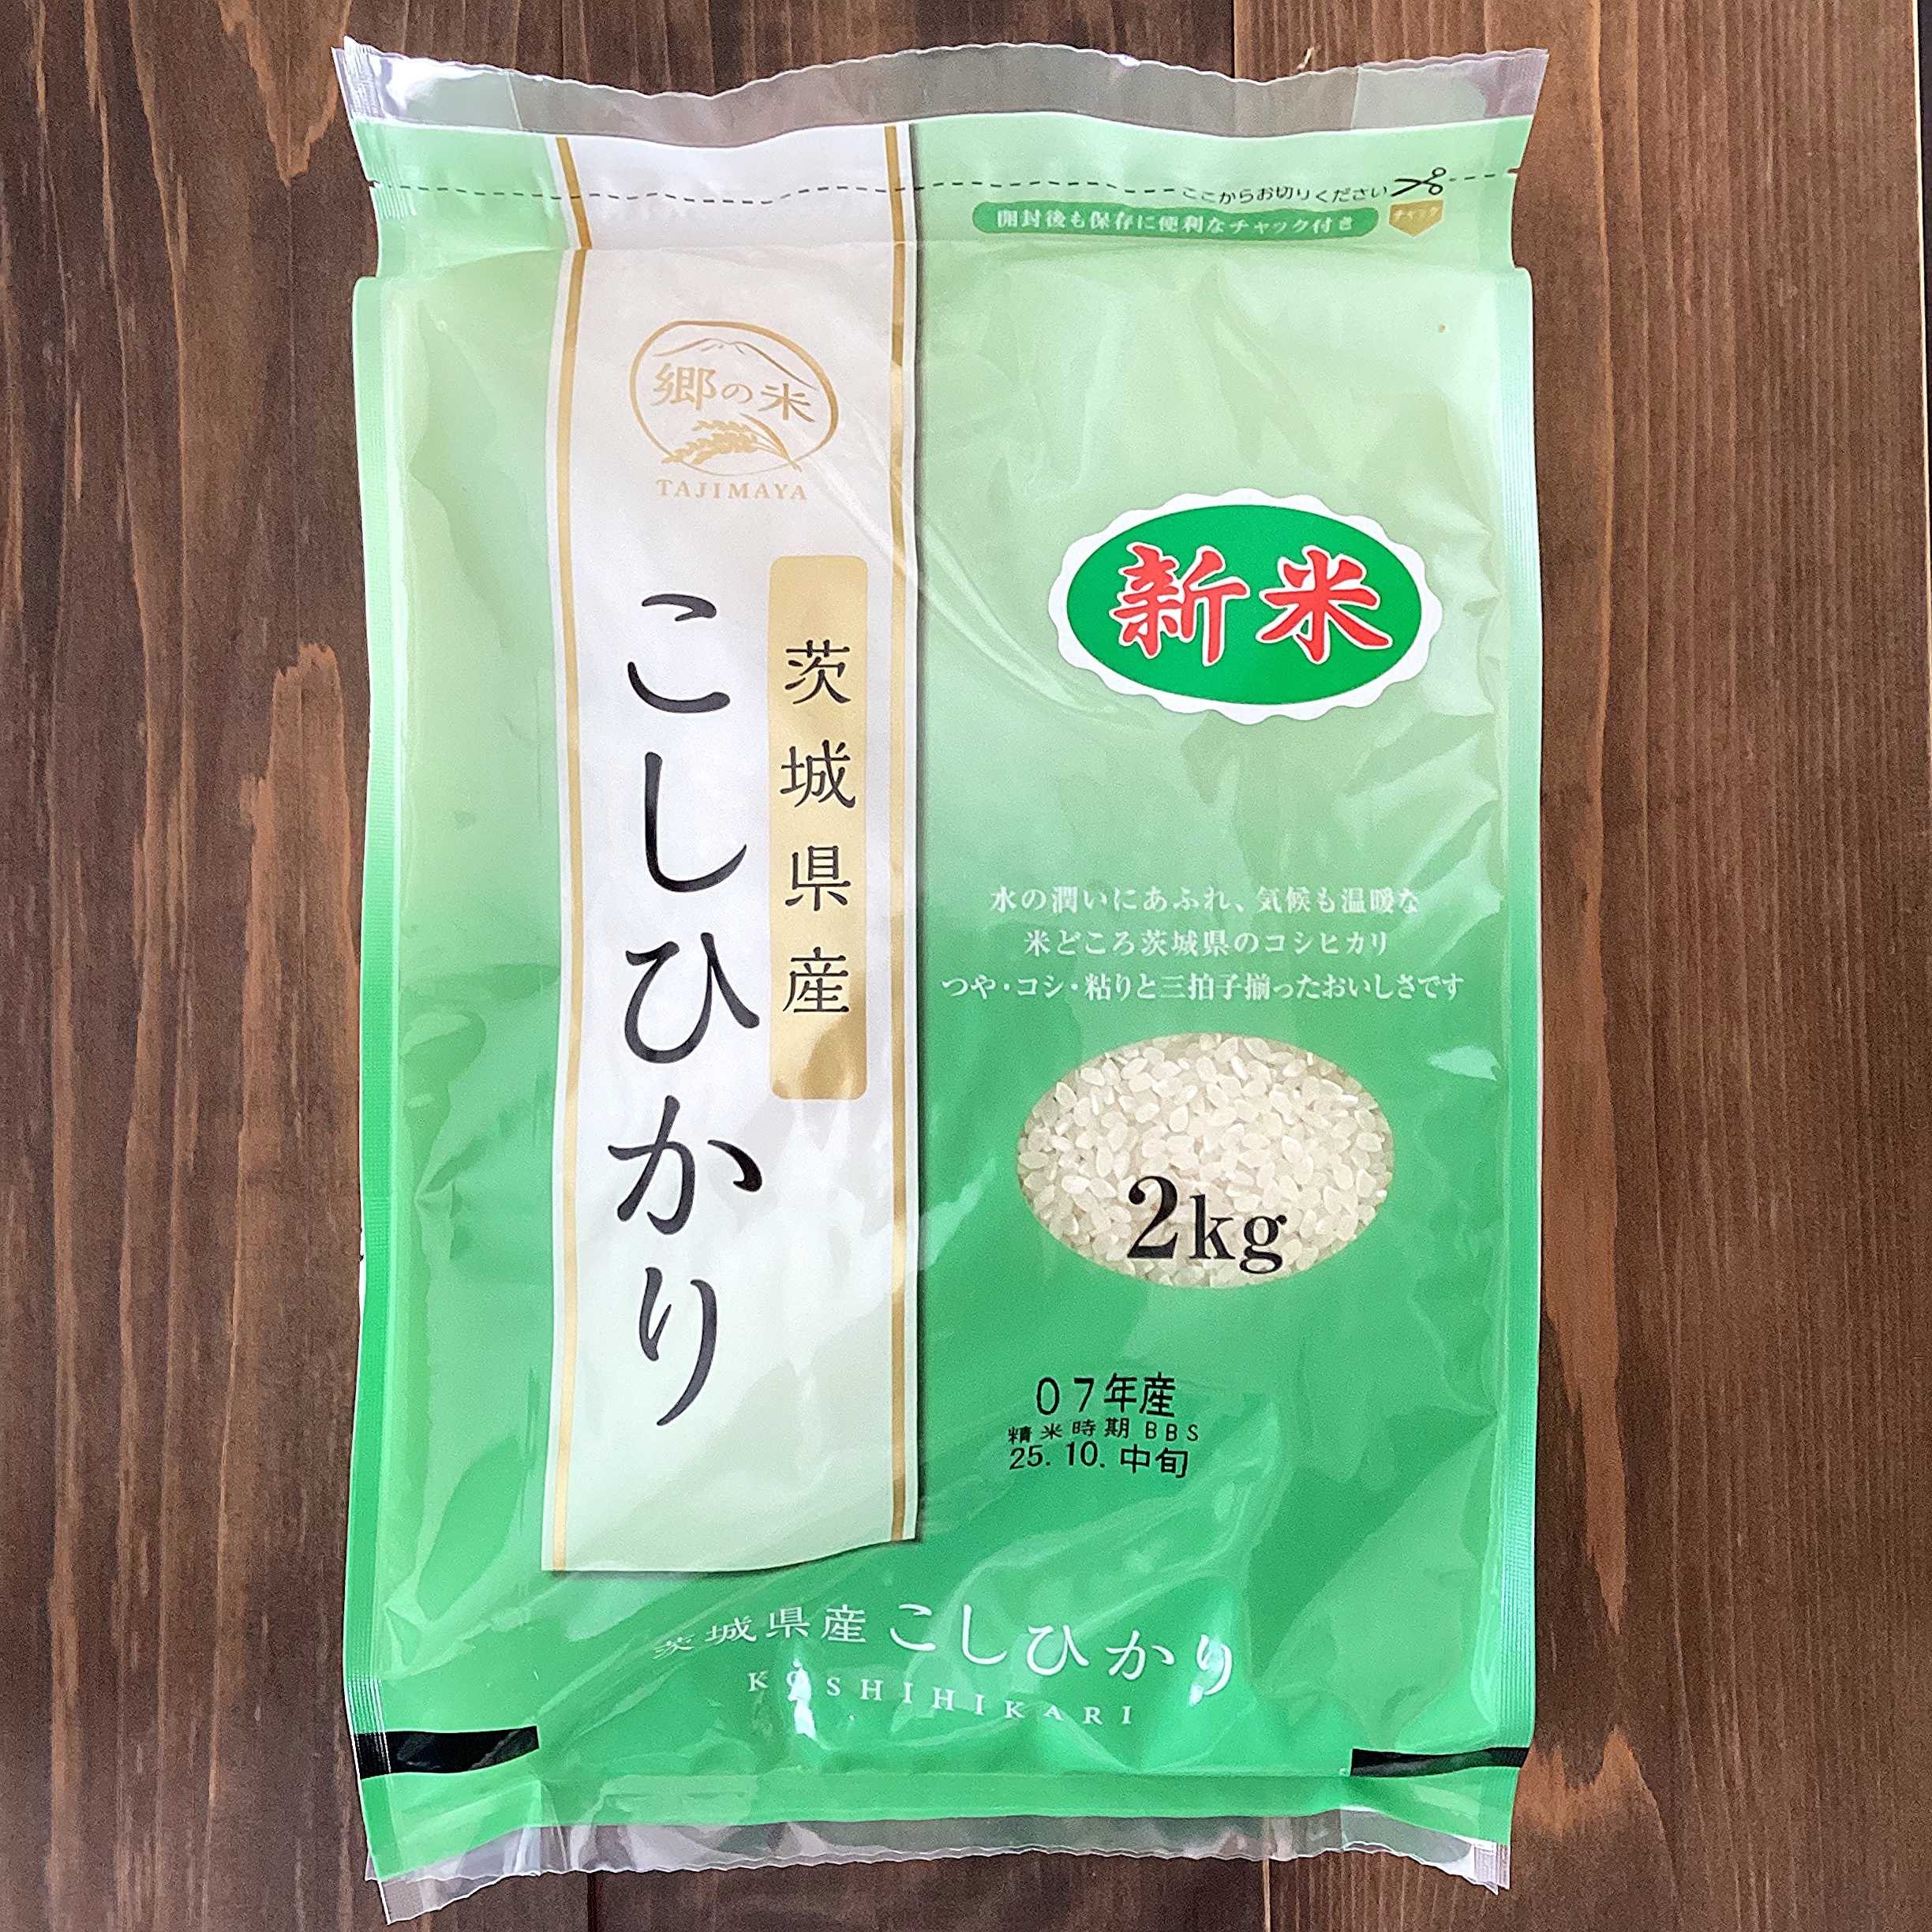 ここからお切りください
開封後も保存に便利なチャック付き
チャック
郷の米
TAJIMAYA
茨城県産
こしひかり
新米
水の潤いにあふれ、気候も温暖な
米どころ茨城県のコシヒカリ
つや・コシ・粘りと三拍子揃ったおいしさです
2kg
07年産
精米時期 BBS
25.10.中旬
茨城県産 こしひかり
KOSHIHIKARI